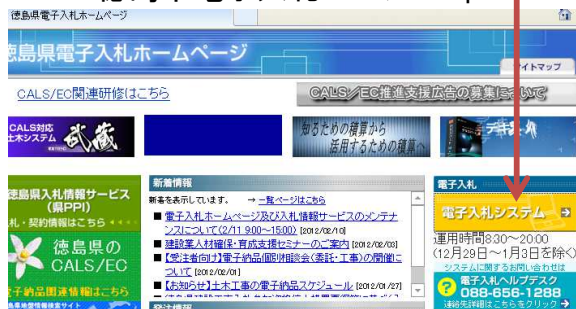 徳島県電子入札ホームページ
徳島県電子入札ホームページ
サイトマップ
CALS/EC関連研修はこちら
CALS/EC推進支援広告の募集について
CALS対応
土木システム 武蔵
知るための積算から
活用するための積算へ
徳島県入札情報サービス
(県PPI)
札・契約情報はこちら
徳島県の
CALS/EC
電子納品関連情報はこちら
新着情報
新着を表示しています。 → 一覧ページはこちら
■ 電子入札ホームページ及び入札情報サービスのメンテナ
ンスについて(2/11 9:00~15:00) [2012/02/10]
■ 建設業人材確保・育成支援セミナーのご案内 [2012/02/03]
■ 【受注者向け】電子納品個別相談会(委託・工事)の開催に
ついて [2012/02/01]
■ 【お知らせ】土木工事の電子納品スケジュール [2012/01/27]
発注情報
電子入札
電子入札システム
運用時間8:30~20:00
(12月29日~1月3日を除く)
システムに関するお問い合わせは
電子入札ヘルプデスク
088-656-1288
連絡先詳細はこちらをクリック